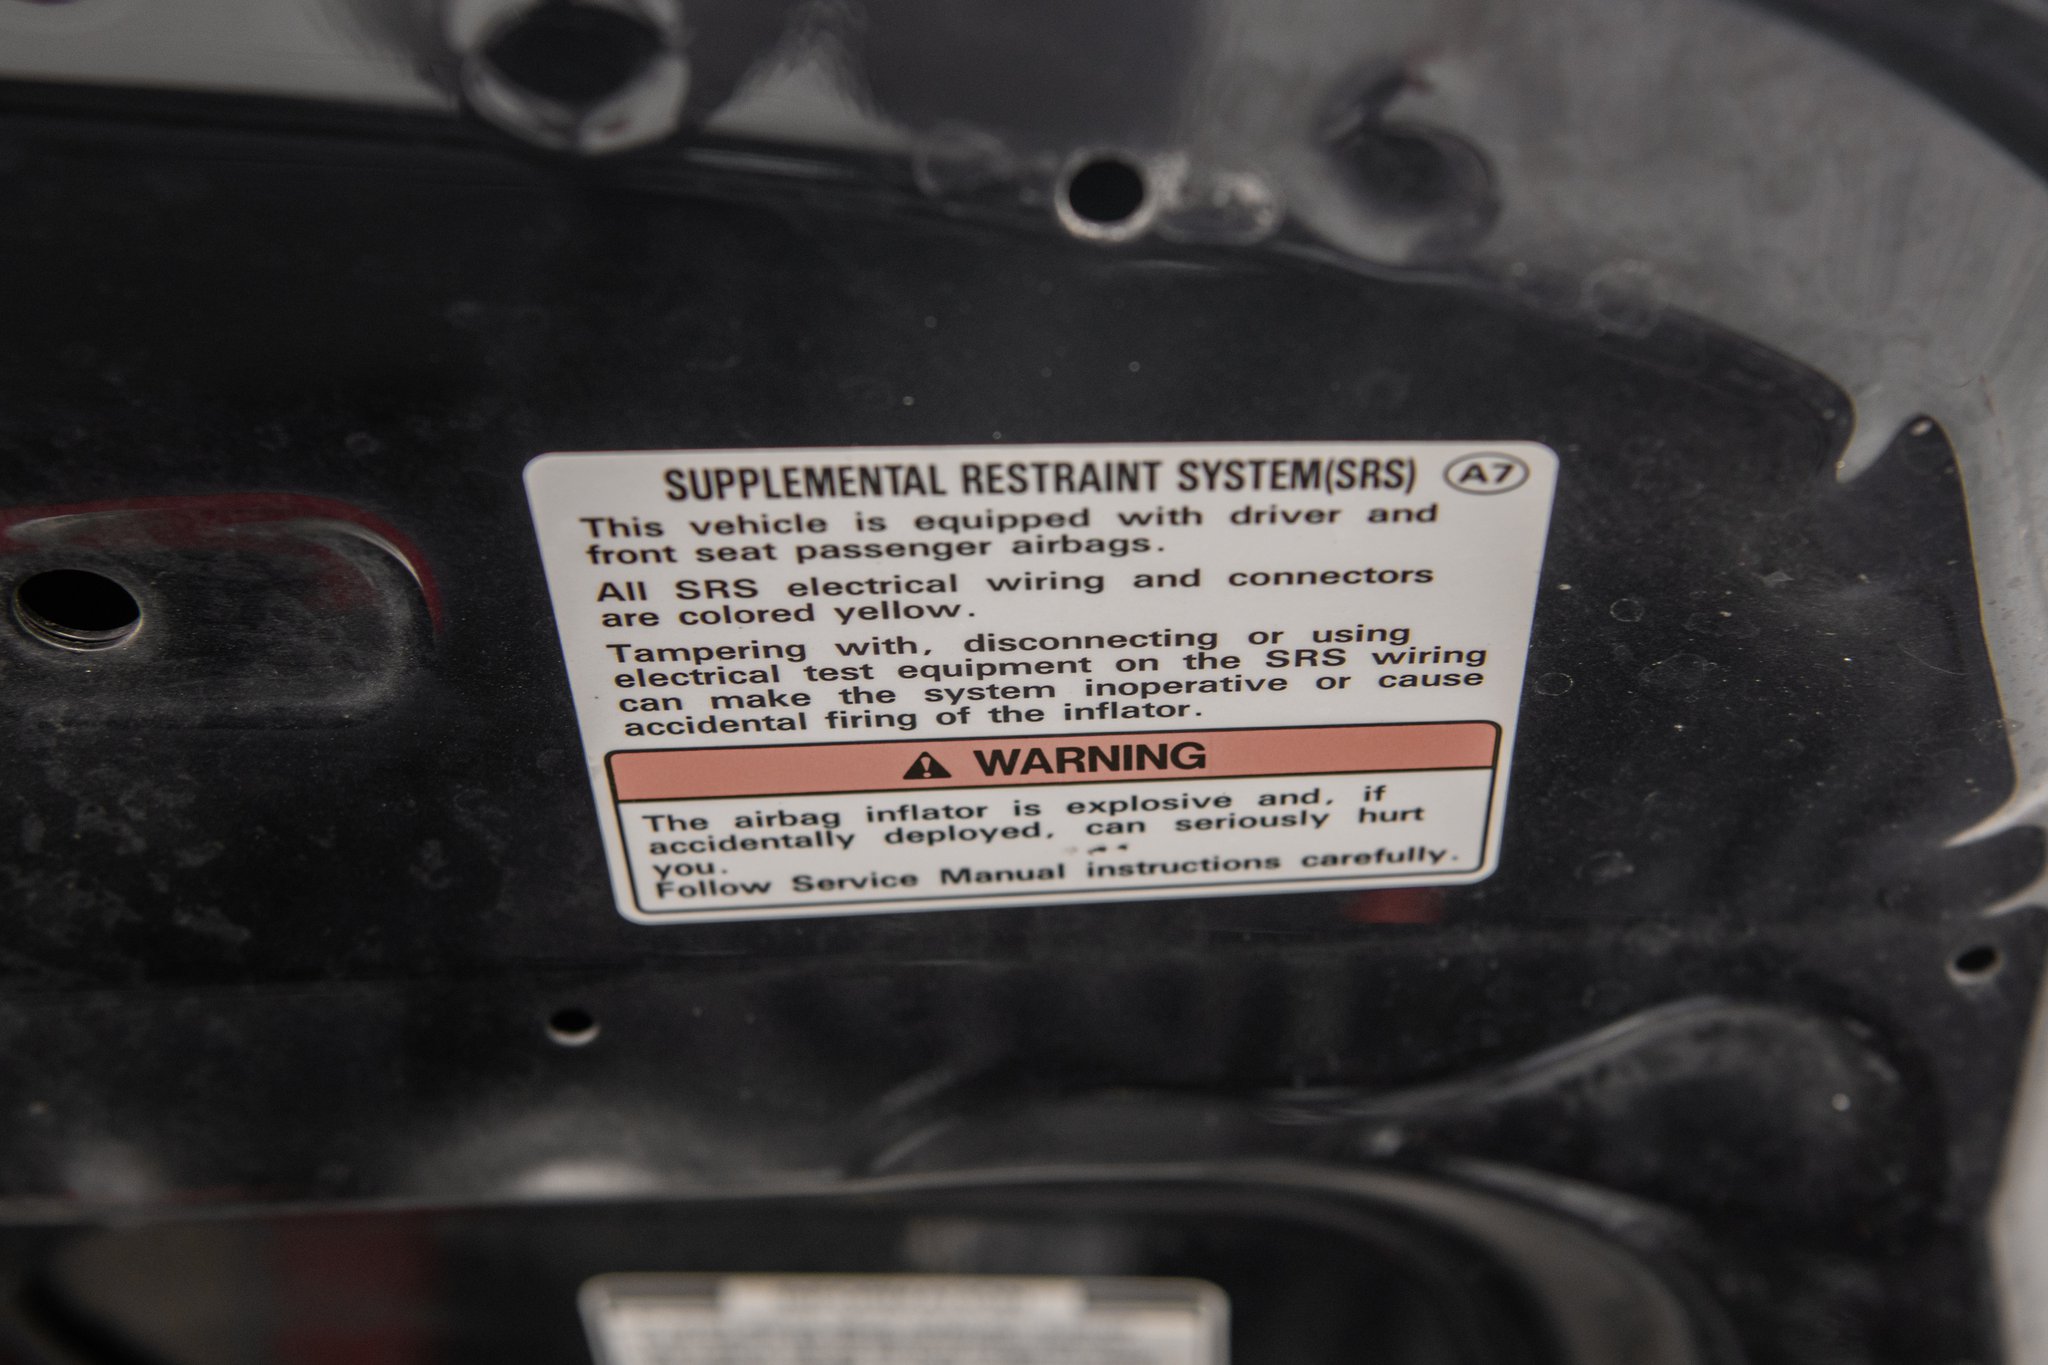 SUPPLEMENTAL RESTRAINT SYSTEM(SRS) A7
This vehicle is equipped with driver and
front seat passenger airbags.
All SRS electrical wiring and connectors
are colored yellow.
Tampering with, disconnecting or using
electrical test equipment on the SRS wiring
can make the system inoperative or cause
accidental firing of the inflator.
WARNING
The airbag inflator is explosive and, if
accidentally deployed, can seriously hurt
you.
Follow Service Manual instructions carefully.